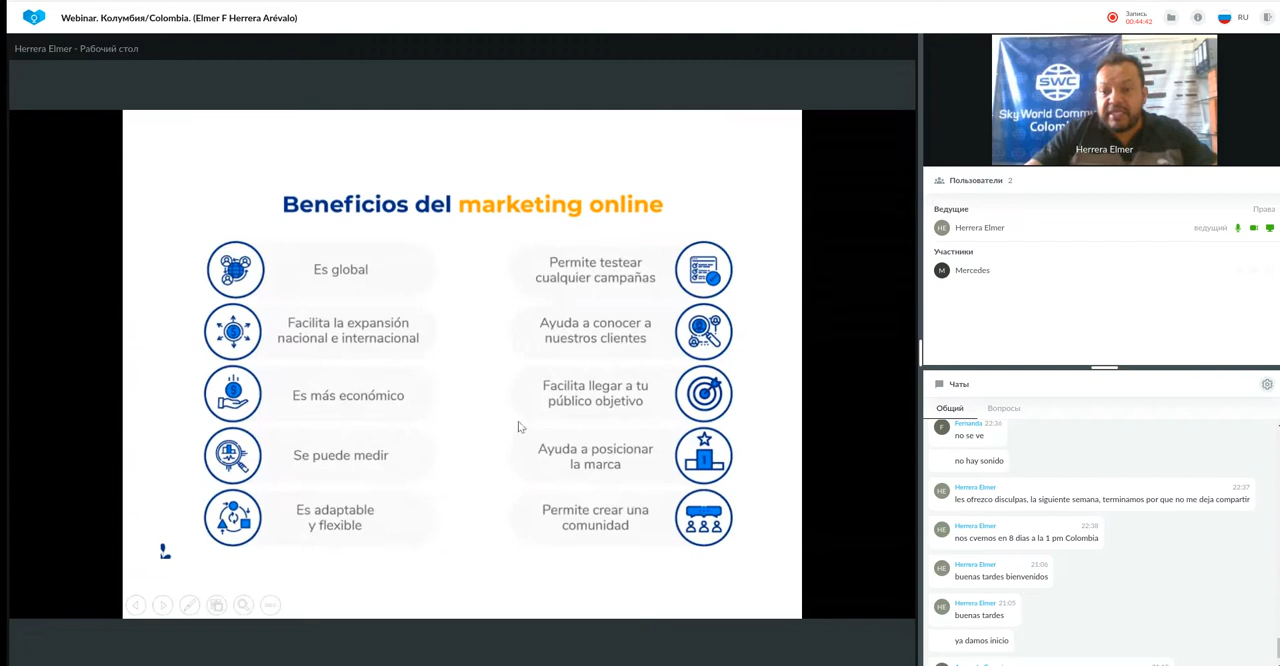 Webinar. Колумбия/Colombia. (Elmer F Herrera Arévalo)
Запись
00:44:42
RU
Herrera Elmer - Рабочий стол
Beneficios del marketing online
Es global
Facilita la expansión
nacional e internacional
Es más económico
Se puede medir
Es adaptable
y flexible
Permite testear
cualquier campañas
Ayuda a conocer a
nuestros clientes
Facilita llegar a tu
público objetivo
Ayuda a posicionar
la marca
Permite crear una
comunidad
SWC
Sky World Comm
Colom
Herrera Elmer
Пользователи 2
Ведущие Права
HE Herrera Elmer ведущий
Участники
M Mercedes
Чаты
Общий Вопросы
F Fernanda 22:36
no se ve
no hay sonido
HE Herrera Elmer 22:37
les ofrezco disculpas, la siguiente semana, terminamos por que no me deja compartir
HE Herrera Elmer 22:38
nos cvemos en 8 dias a la 1 pm Colombia
HE Herrera Elmer 21:06
buenas tardes bienvenidos
HE Herrera Elmer 21:05
buenas tardes
ya damos inicio